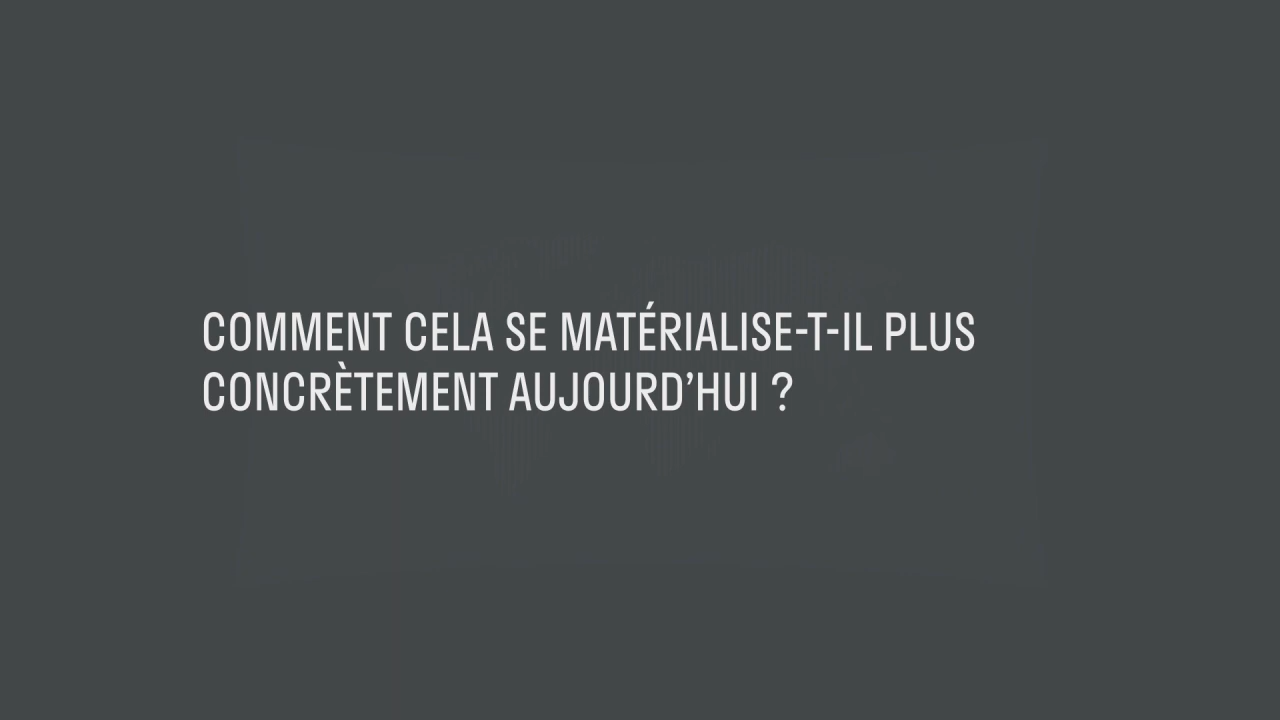 COMMENT CELA SE MATÉRIALISE-T-IL PLUS
CONCRÈTEMENT AUJOURD’HUI ?